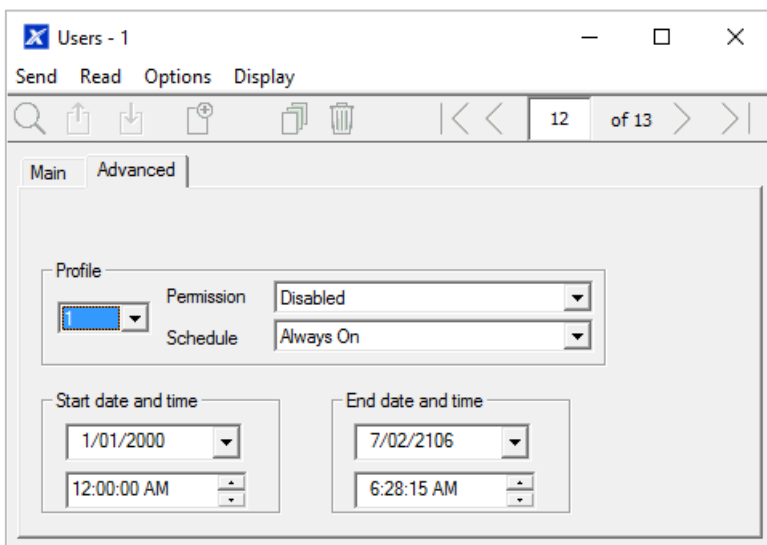 Users - 1
Send Read Options Display
12 of 13
Main Advanced
Profile
1 Permission Disabled
Schedule Always On
Start date and time End date and time
1/01/2000 7/02/2106
12:00:00 AM 6:28:15 AM